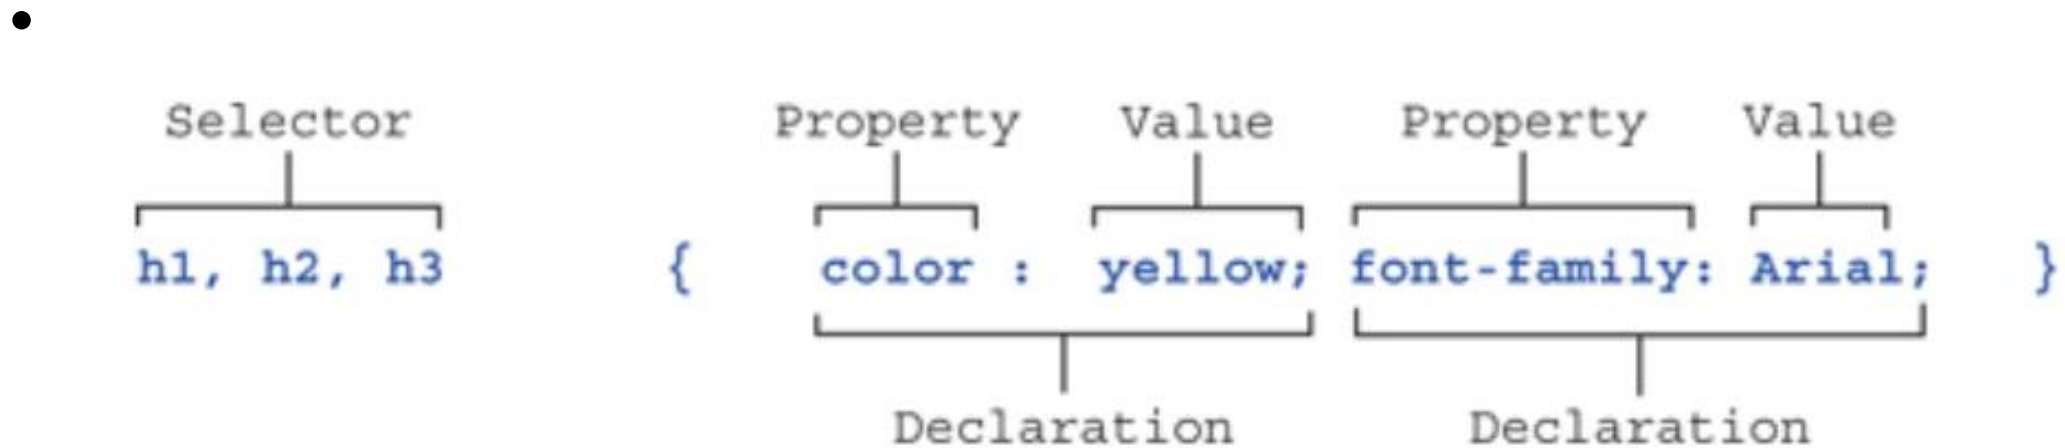 •
Selector Property Value Property Value
h1, h2, h3 { color : yellow; font-family: Arial; }
Declaration Declaration